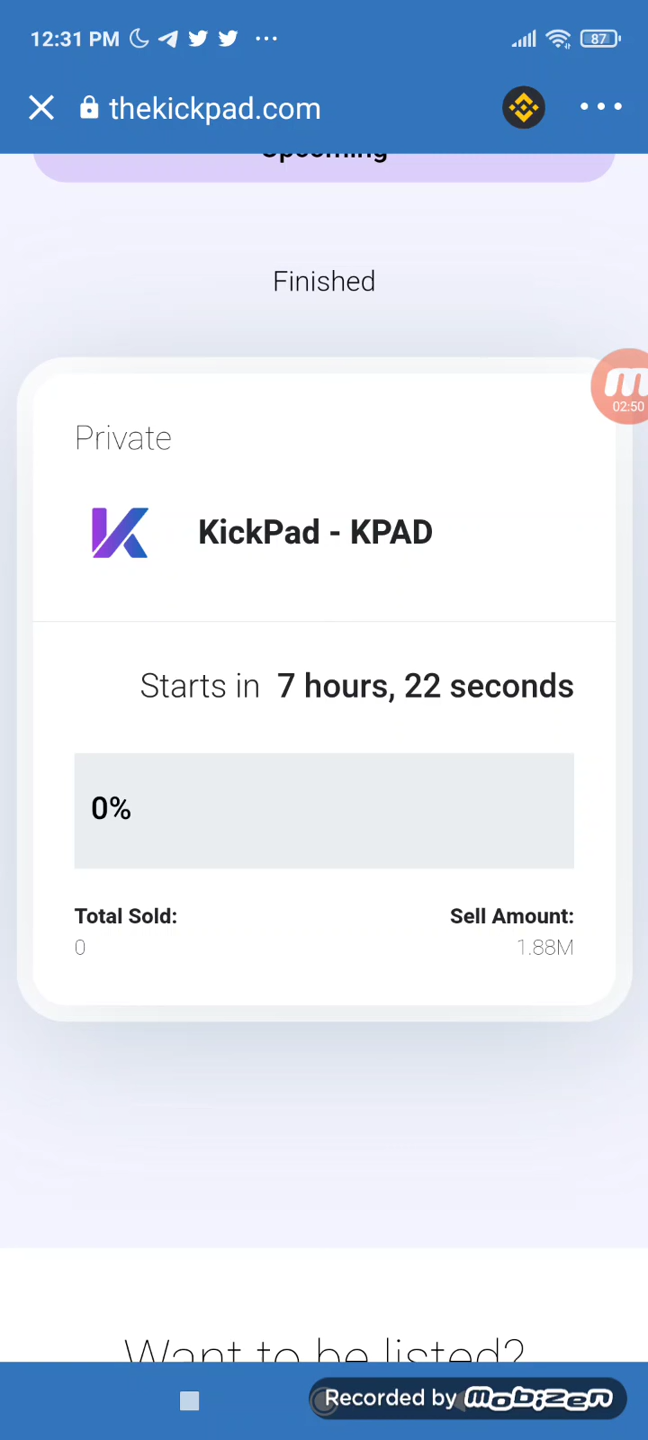 12:31 PM
87
thekickpad.com
Upcoming
Finished
02:50
Private
KickPad - KPAD
Starts in 7 hours, 22 seconds
0%
Total Sold:
Sell Amount:
0
1.88M
Want to be listed?
Recorded by mobizen